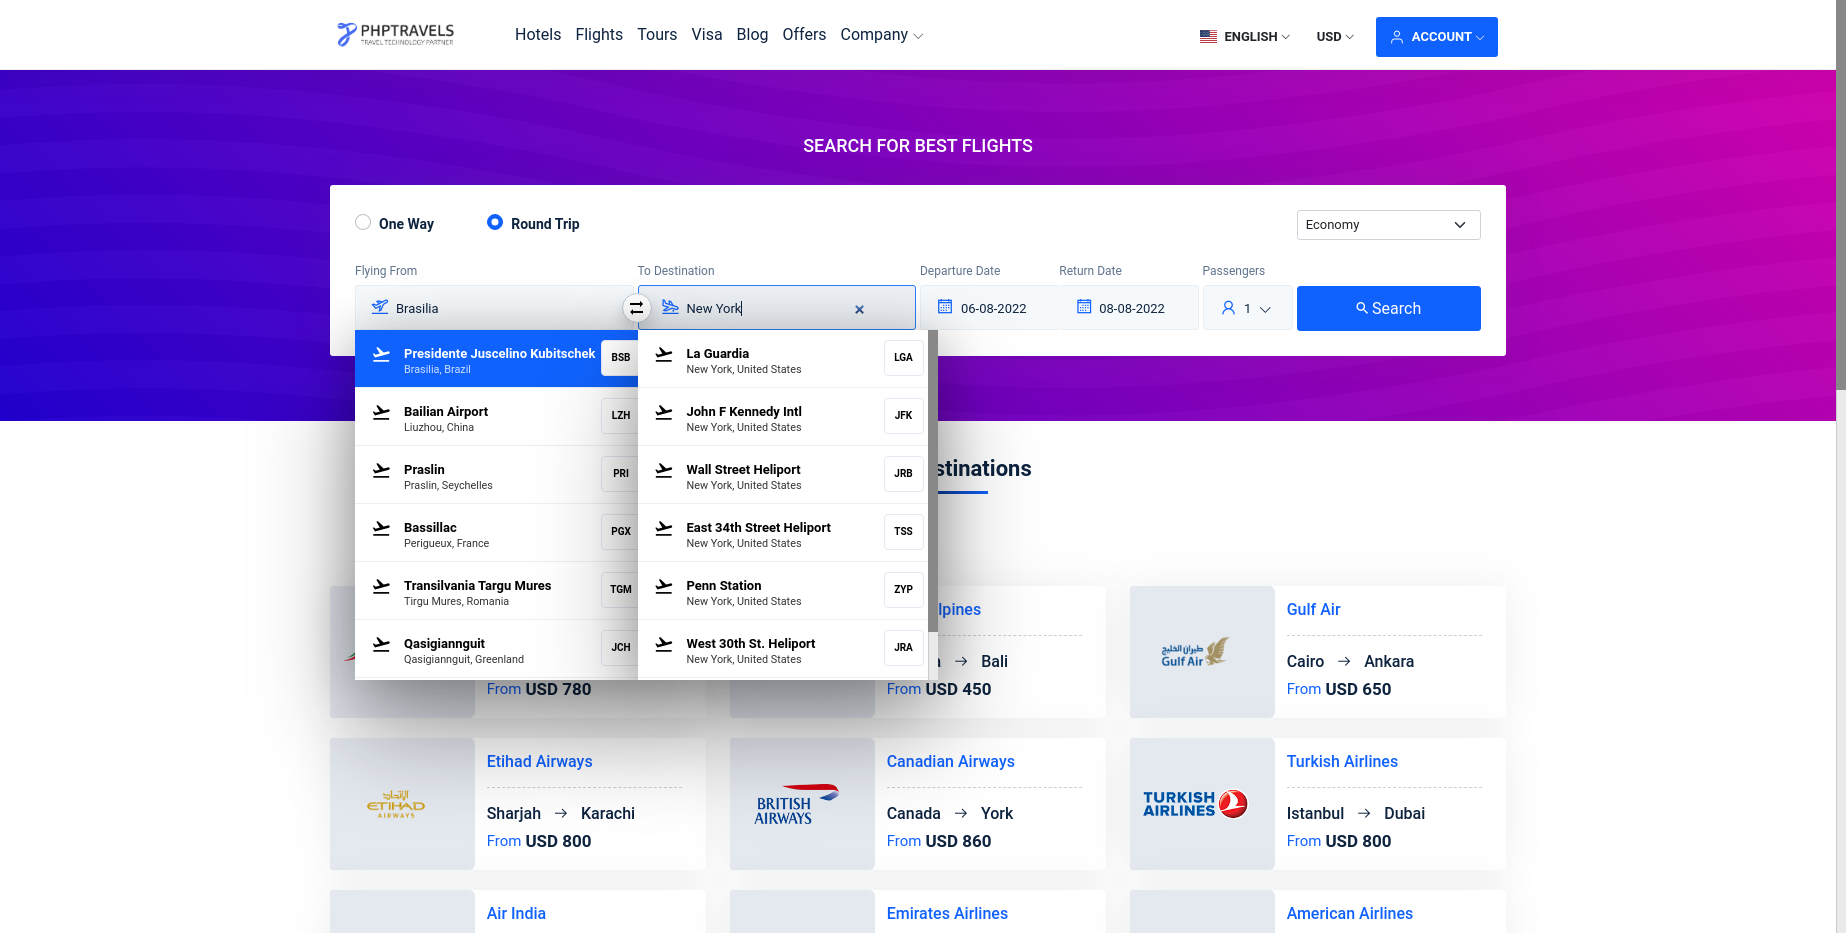 PHPTRAVELS
TRAVEL TECHNOLOGY PARTNER
Hotels Flights Tours Visa Blog Offers Company
ENGLISH
USD
ACCOUNT
SEARCH FOR BEST FLIGHTS
One Way
Round Trip
Economy
Flying From
To Destination
Departure Date
Return Date
Passengers
Brasilia
New York
×
06-08-2022
08-08-2022
1
Search
Presidente Juscelino Kubitschek
Brasilia, Brazil
BSB
Bailian Airport
Liuzhou, China
LZH
Praslin
Praslin, Seychelles
PRI
Bassillac
Perigueux, France
PGX
Transilvania Targu Mures
Tirgu Mures, Romania
TGM
Qasigiannguit
Qasigiannguit, Greenland
JCH
La Guardia
New York, United States
LGA
John F Kennedy Intl
New York, United States
JFK
Wall Street Heliport
New York, United States
JRB
East 34th Street Heliport
New York, United States
TSS
Penn Station
New York, United States
ZYP
West 30th St. Heliport
New York, United States
JRA
stinations
From USD 780
lpines
Bali
From USD 450
طيران الخليج
Gulf Air
Gulf Air
Cairo → Ankara
From USD 650
الإتحاد
ETIHAD
AIRWAYS
Etihad Airways
Sharjah → Karachi
From USD 800
BRITISH
AIRWAYS
Canadian Airways
Canada → York
From USD 860
TURKISH
AIRLINES
Turkish Airlines
Istanbul → Dubai
From USD 800
Air India
Emirates Airlines
American Airlines